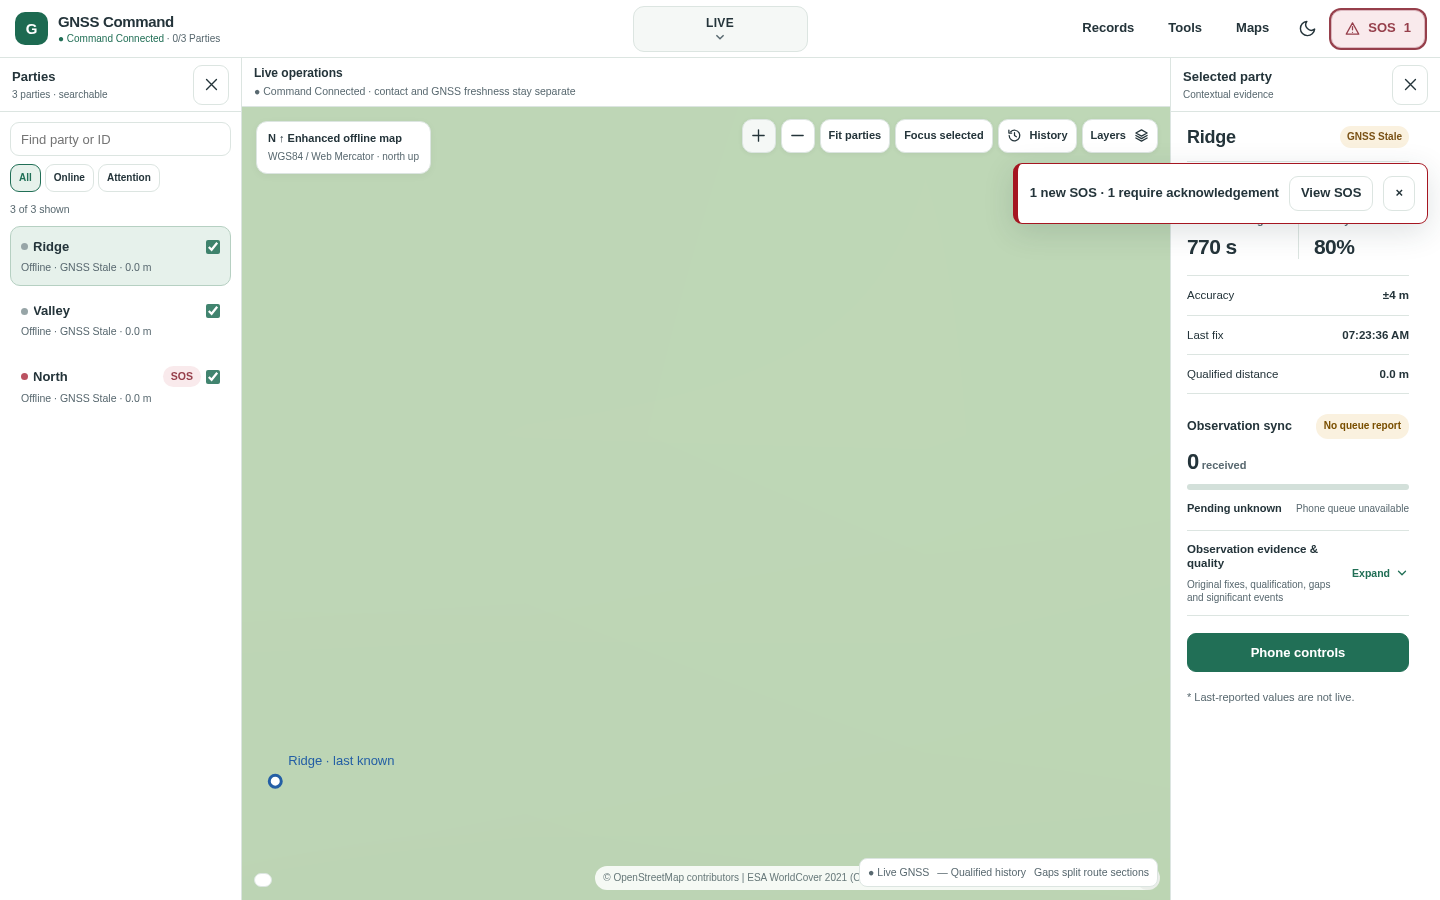 G
GNSS Command
● Command Connected · 0/3 Parties
LIVE
Records
Tools
Maps
SOS 1
Parties
3 parties · searchable
Find party or ID
All
Online
Attention
3 of 3 shown
Ridge
Offline · GNSS Stale · 0.0 m
Valley
Offline · GNSS Stale · 0.0 m
North
SOS
Offline · GNSS Stale · 0.0 m
Live operations
● Command Connected · contact and GNSS freshness stay separate
N ↑ Enhanced offline map
WGS84 / Web Mercator · north up
Fit parties
Focus selected
History
Layers
Ridge · last known
© OpenStreetMap contributors | ESA WorldCover 2021 (C
● Live GNSS — Qualified history Gaps split route sections
Selected party
Contextual evidence
Ridge
GNSS Stale
1 new SOS · 1 require acknowledgement
View SOS
×
770 s
80%
Accuracy
±4 m
Last fix
07:23:36 AM
Qualified distance
0.0 m
Observation sync
No queue report
0 received
Pending unknown
Phone queue unavailable
Observation evidence &
quality
Original fixes, qualification, gaps
and significant events
Expand
Phone controls
* Last-reported values are not live.